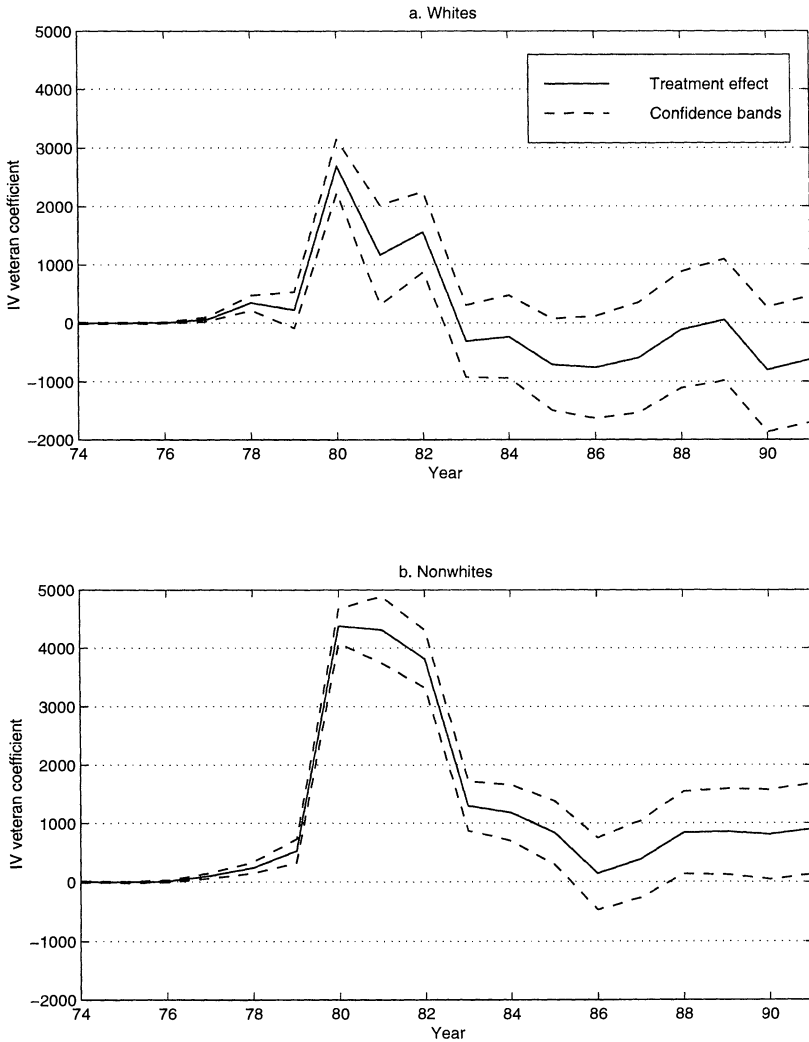 a. Whites
5000
4000
3000
2000
1000
0
−1000
−2000
IV veteran coefficient
Treatment effect
Confidence bands
74 76 78 80 82 84 86 88 90
Year
b. Nonwhites
5000
4000
3000
2000
1000
0
−1000
−2000
IV veteran coefficient
74 76 78 80 82 84 86 88 90
Year